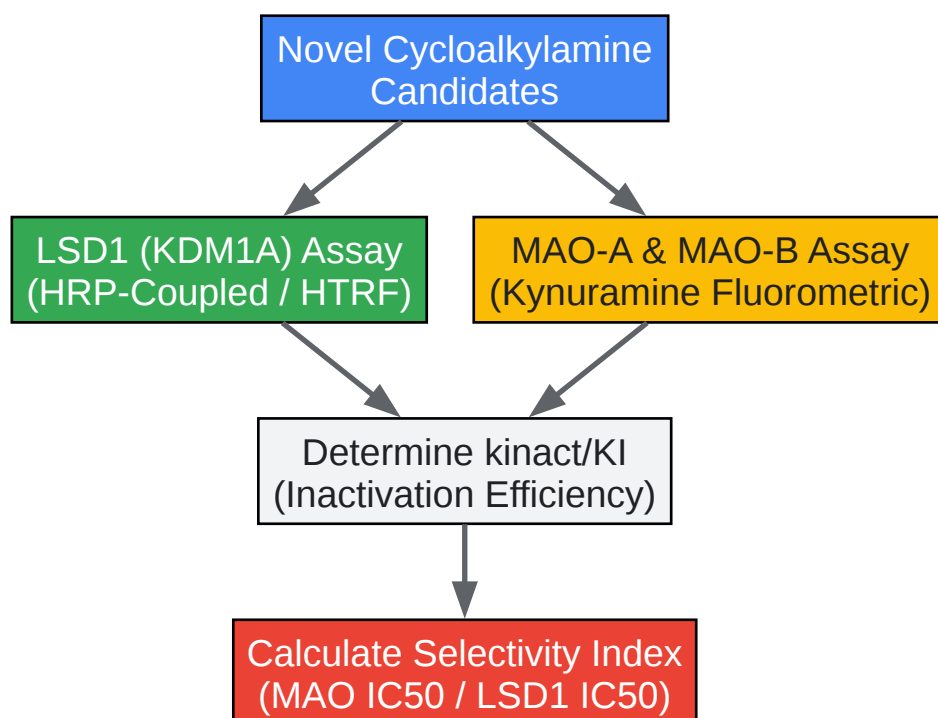 Novel Cycloalkylamine
Candidates
LSD1 (KDM1A) Assay
(HRP-Coupled / HTRF)
MAO-A & MAO-B Assay
(Kynuramine Fluorometric)
Determine kinact/KI
(Inactivation Efficiency)
Calculate Selectivity Index
(MAO IC50 / LSD1 IC50)